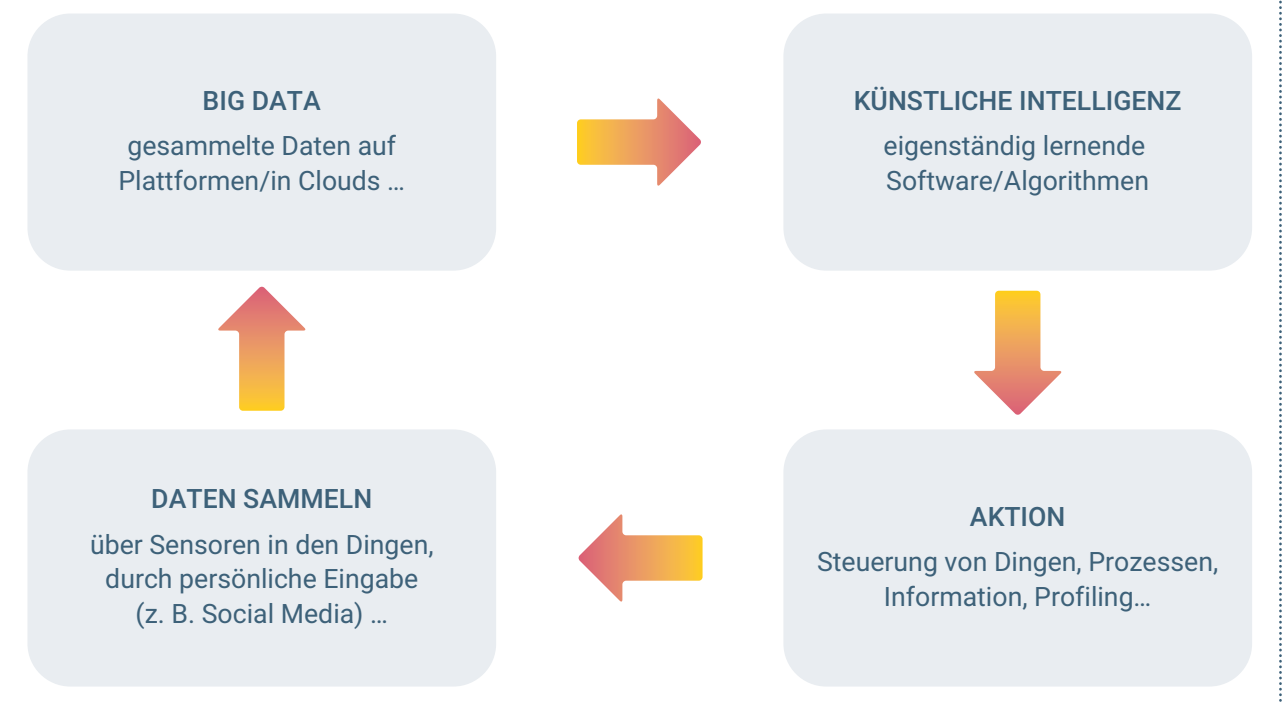 BIG DATA
gesammelte Daten auf
Plattformen/in Clouds …
KÜNSTLICHE INTELLIGENZ
eigenständig lernende
Software/Algorithmen
DATEN SAMMELN
über Sensoren in den Dingen,
durch persönliche Eingabe
(z. B. Social Media) …
AKTION
Steuerung von Dingen, Prozessen,
Information, Profiling…